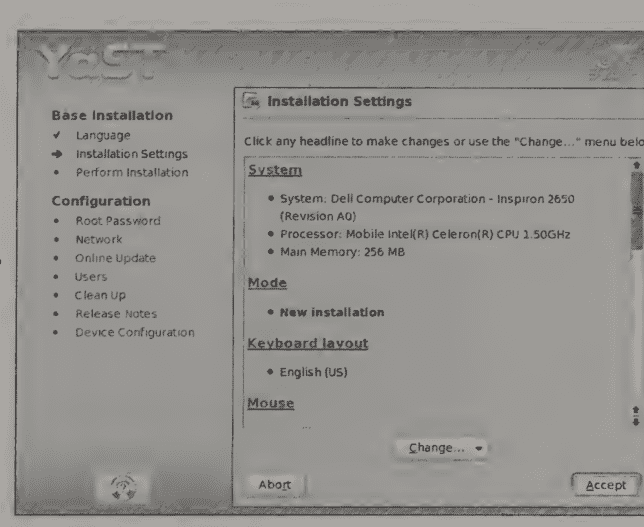 YaST
Base Installation
Language
Installation Settings
Perform Installation
Configuration
Root Password
Network
Online Update
Users
Clean Up
Release Notes
Device Configuration
Installation Settings
Click any headline to make changes or use the "Change..." menu belo
System
System: Dell Computer Corporation - Inspiron 2650
(Revision A0)
Processor: Mobile Intel(R) Celeron(R) CPU 1.50GHz
Main Memory: 256 MB
Mode
New installation
Keyboard layout
English (US)
Mouse
Change...
Abort
Accept